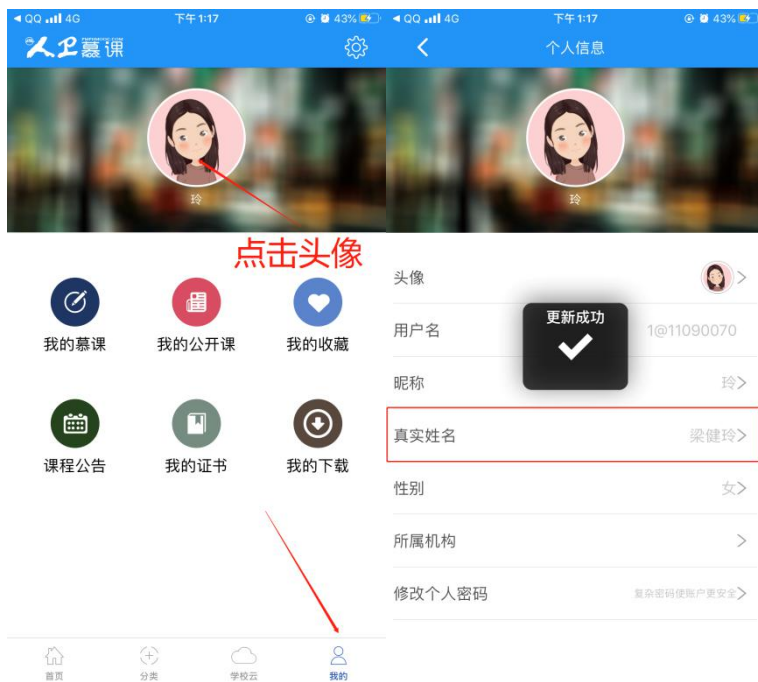 QQ 4G 下午1:17 43%
人卫慕课
玲
点击头像
我的慕课 我的公开课 我的收藏
课程公告 我的证书 我的下载
首页 分类 学校云 我的
QQ 4G 下午1:17 43%
个人信息
玲
头像
更新成功
用户名 1@11090070
昵称 玲
真实姓名 梁健玲
性别 女
所属机构
修改个人密码 复杂密码使账户更安全